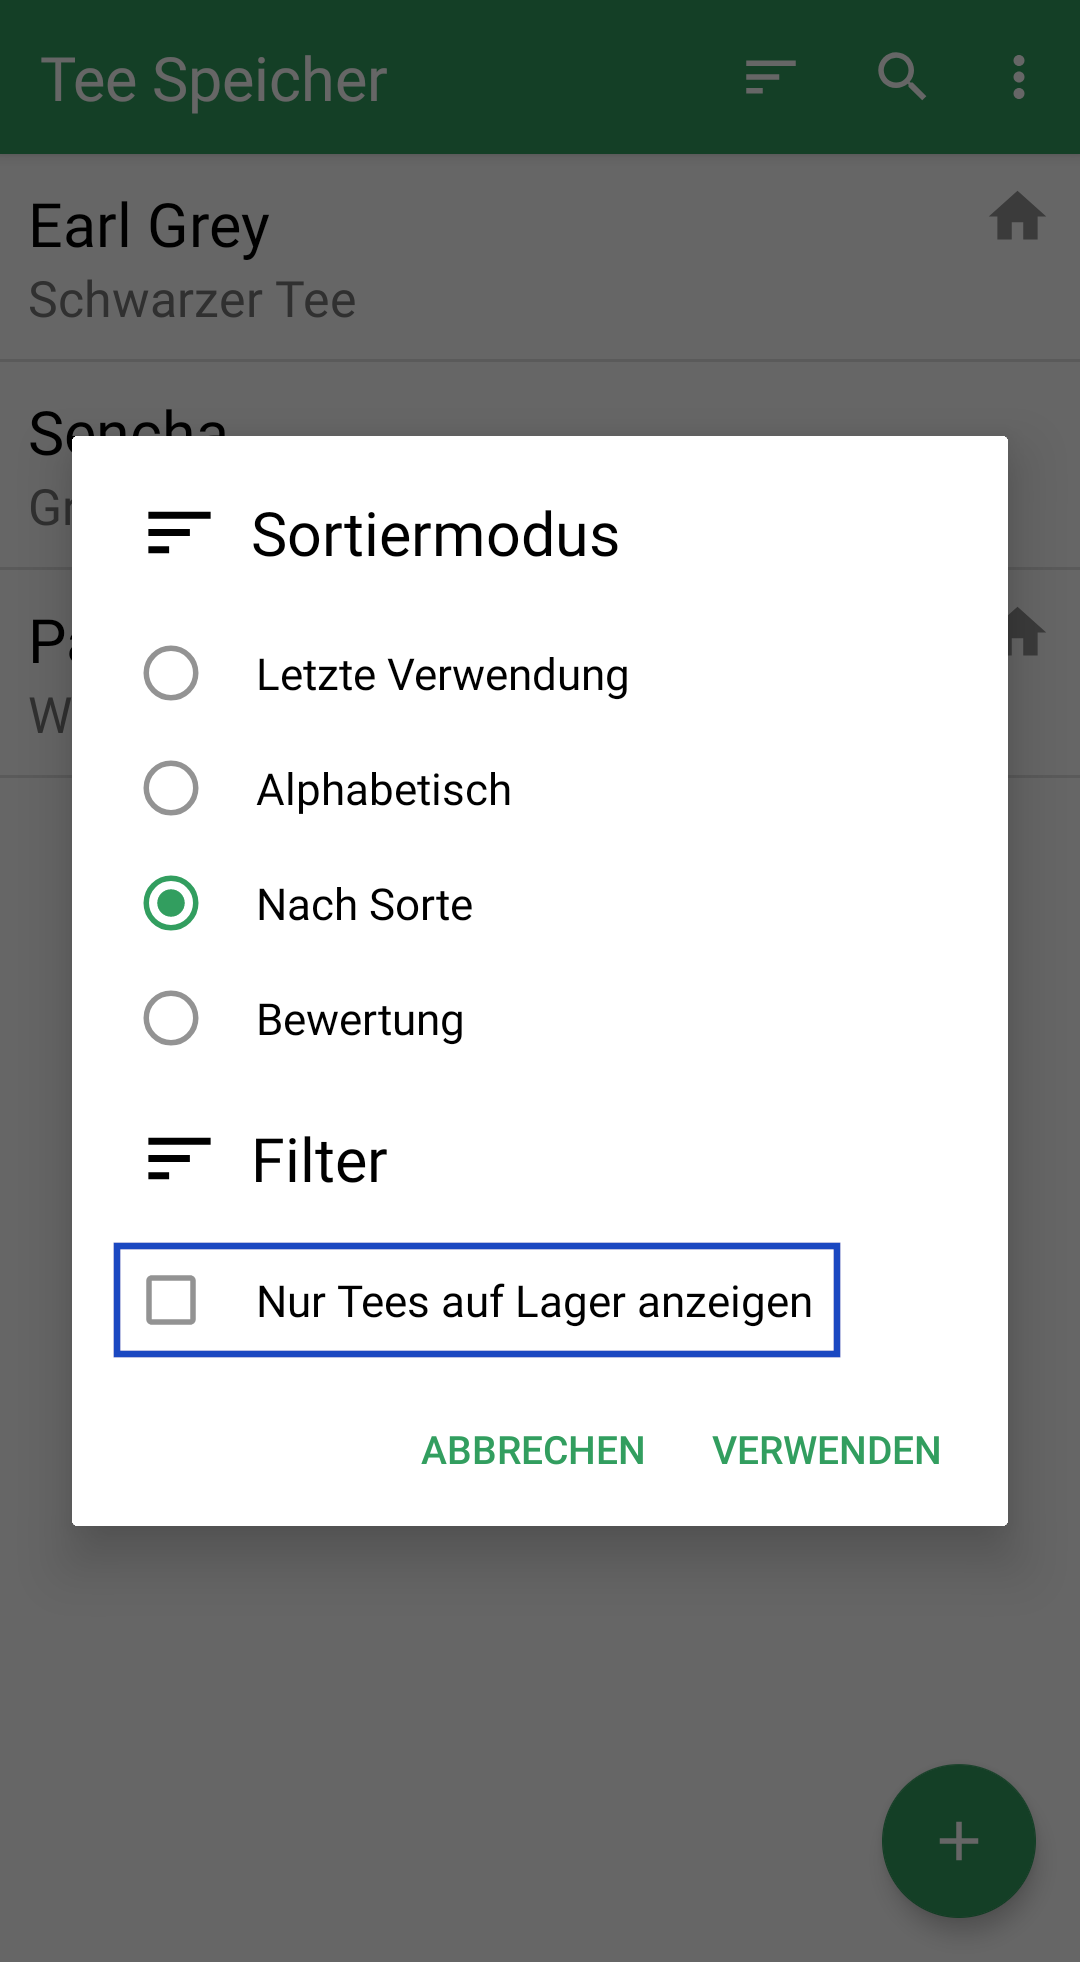 Tee Speicher
Earl Grey
Schwarzer Tee
Sencha
Sortiermodus
Letzte Verwendung
Alphabetisch
Nach Sorte
Bewertung
Filter
Nur Tees auf Lager anzeigen
ABBRECHEN VERWENDEN